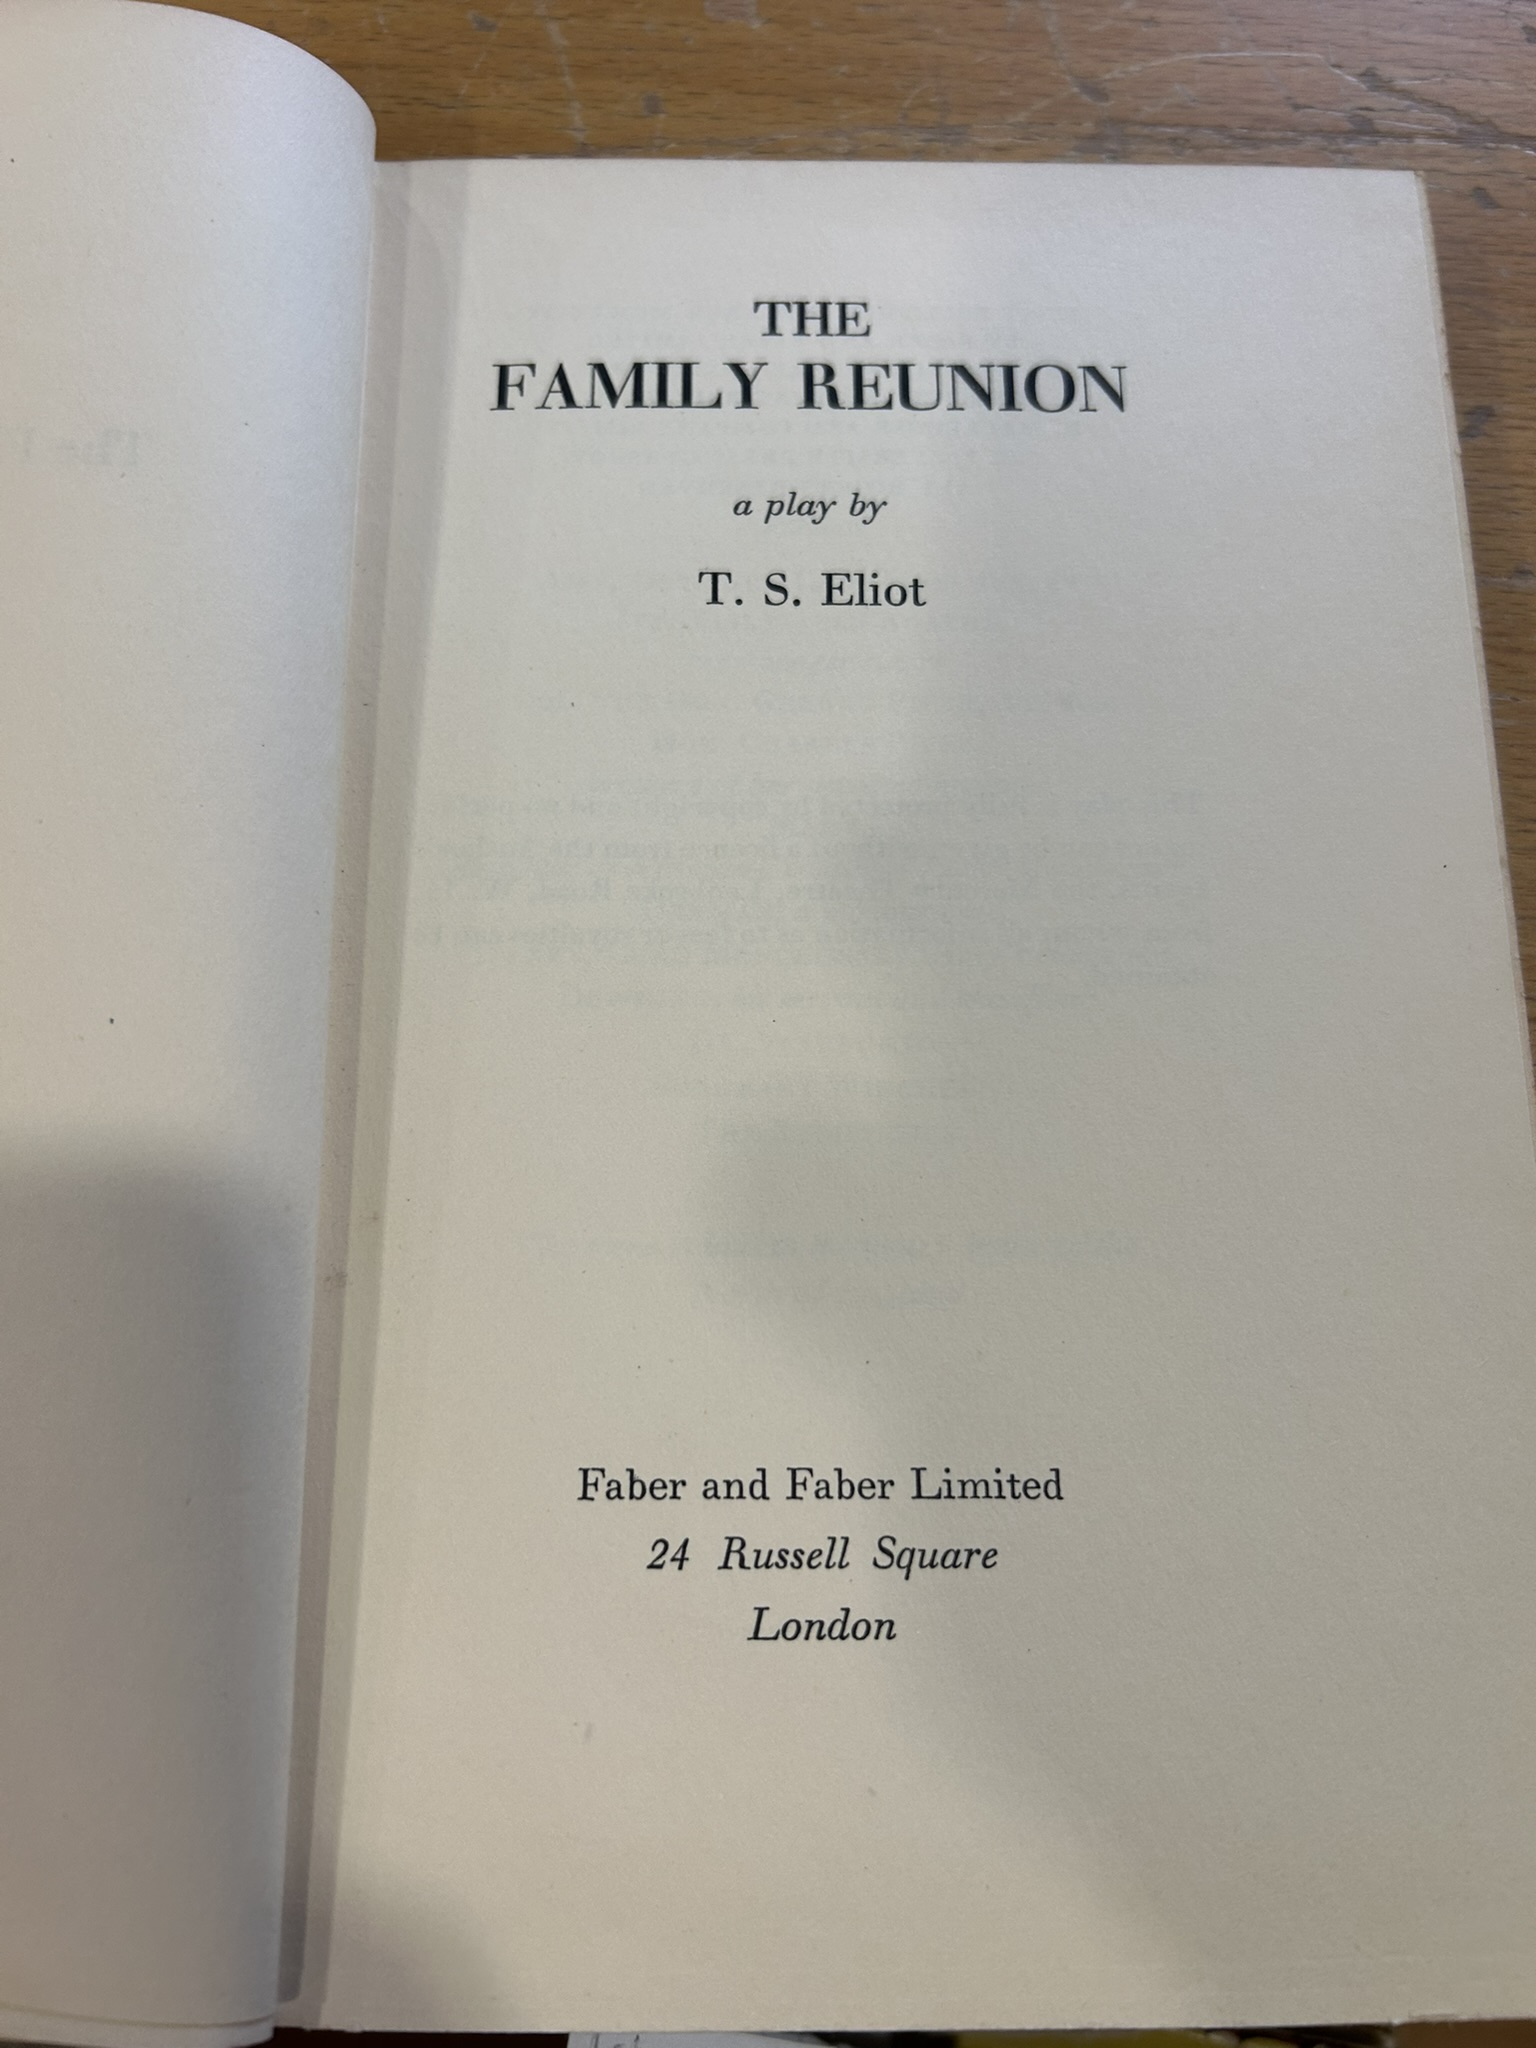 THE
FAMILY REUNION
a play by
T. S. Eliot
Faber and Faber Limited
24 Russell Square
London